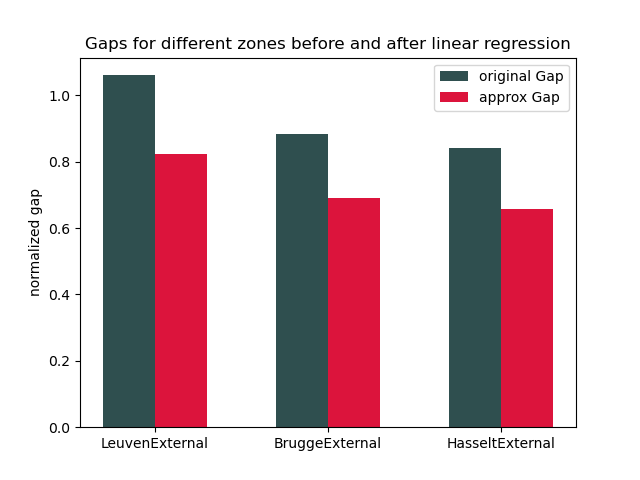 Gaps for different zones before and after linear regression
original Gap
approx Gap
normalized gap
1.0
0.8
0.6
0.4
0.2
0.0
LeuvenExternal
BruggeExternal
HasseltExternal